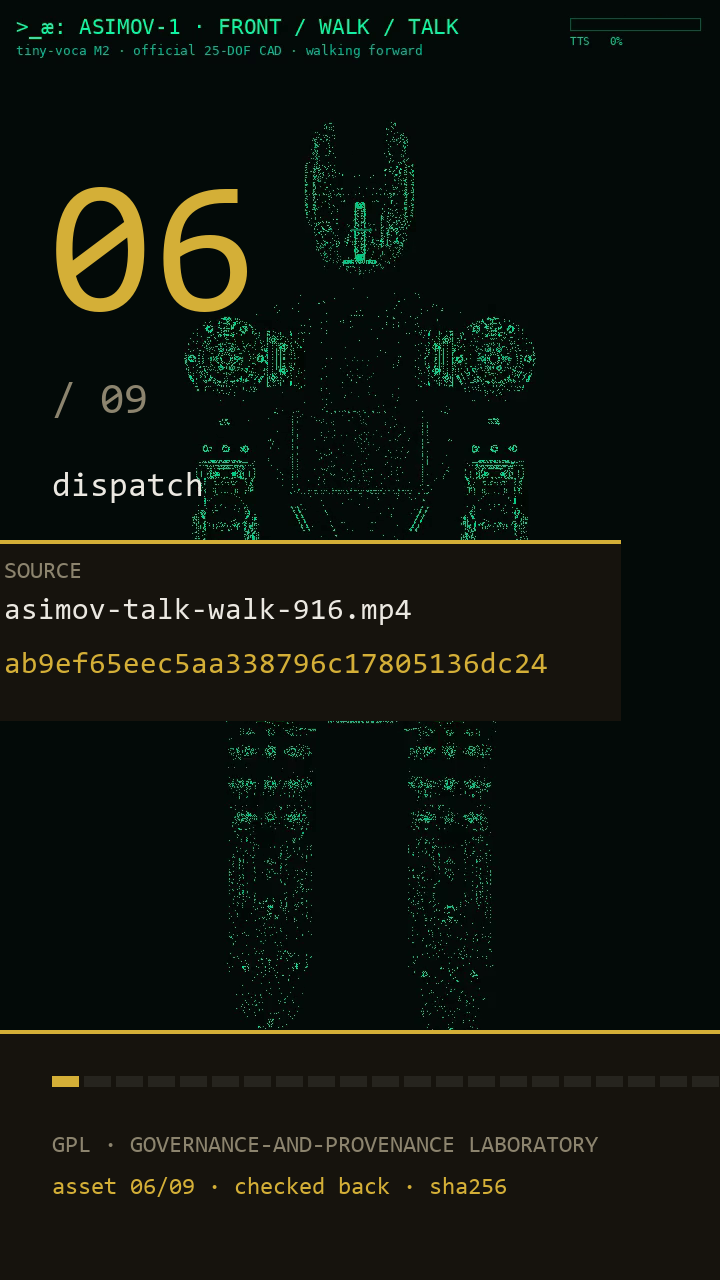 >_æ: ASIMOV-1 · FRONT / WALK / TALK
tiny-voca M2 · official 25-DOF CAD · walking forward
TTS 0%
06
/ 09
dispatch
SOURCE
asimov-talk-walk-916.mp4
ab9ef65eec5aa338796c17805136dc24
GPL · GOVERNANCE-AND-PROVENANCE LABORATORY
asset 06/09 · checked back · sha256